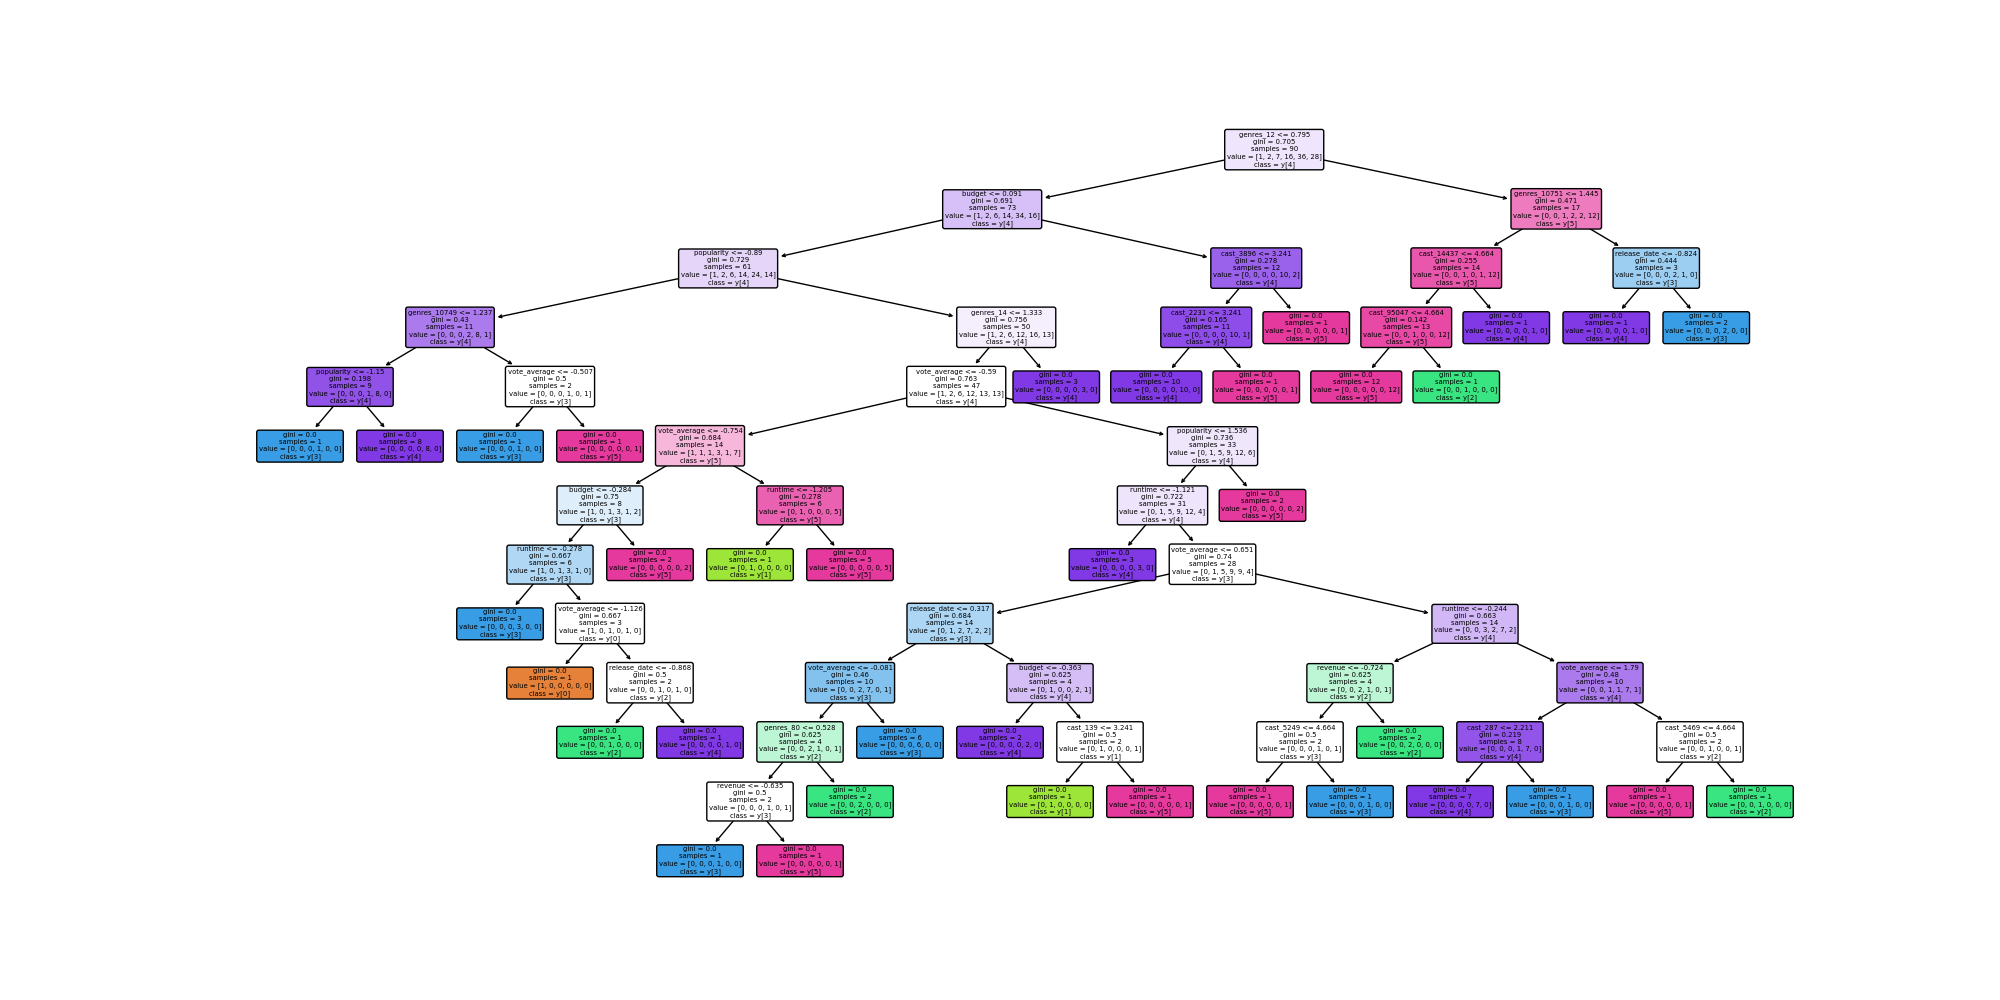 genres_12 <= 0.795
gini = 0.705
samples = 90
value = [1, 2, 7, 16, 36, 28]
class = y[4]
budget <= 0.091
gini = 0.691
samples = 73
value = [1, 2, 6, 14, 34, 16]
class = y[4]
genres_10751 <= 1.445
gini = 0.471
samples = 17
value = [0, 0, 1, 2, 2, 12]
class = y[5]
popularity <= -0.89
gini = 0.729
samples = 61
value = [1, 2, 6, 14, 24, 14]
class = y[4]
cast_3896 <= 3.241
gini = 0.278
samples = 12
value = [0, 0, 0, 0, 10, 2]
class = y[4]
cast_14437 <= 4.664
gini = 0.255
samples = 14
value = [0, 0, 1, 0, 1, 12]
class = y[5]
release_date <= -0.824
gini = 0.444
samples = 3
value = [0, 0, 0, 2, 1, 0]
class = y[3]
genres_10749 <= 1.237
gini = 0.43
samples = 11
value = [0, 0, 0, 2, 8, 1]
class = y[4]
genres_14 <= 1.333
gini = 0.756
samples = 50
value = [1, 2, 6, 12, 16, 13]
class = y[4]
cast_2231 <= 3.241
gini = 0.165
samples = 11
value = [0, 0, 0, 0, 10, 1]
class = y[4]
gini = 0.0
samples = 1
value = [0, 0, 0, 0, 0, 1]
class = y[5]
cast_95047 <= 4.664
gini = 0.142
samples = 13
value = [0, 0, 1, 0, 0, 12]
class = y[5]
gini = 0.0
samples = 1
value = [0, 0, 0, 0, 1, 0]
class = y[4]
gini = 0.0
samples = 1
value = [0, 0, 0, 0, 1, 0]
class = y[4]
gini = 0.0
samples = 2
value = [0, 0, 0, 2, 0, 0]
class = y[3]
popularity <= -1.15
gini = 0.198
samples = 9
value = [0, 0, 0, 1, 8, 0]
class = y[4]
vote_average <= -0.507
gini = 0.5
samples = 2
value = [0, 0, 0, 1, 0, 1]
class = y[3]
vote_average <= -0.59
gini = 0.763
samples = 47
value = [1, 2, 6, 12, 13, 13]
class = y[4]
gini = 0.0
samples = 3
value = [0, 0, 0, 0, 3, 0]
class = y[4]
gini = 0.0
samples = 10
value = [0, 0, 0, 0, 10, 0]
class = y[4]
gini = 0.0
samples = 1
value = [0, 0, 0, 0, 0, 1]
class = y[5]
gini = 0.0
samples = 12
value = [0, 0, 0, 0, 0, 12]
class = y[5]
gini = 0.0
samples = 1
value = [0, 0, 1, 0, 0, 0]
class = y[2]
gini = 0.0
samples = 1
value = [0, 0, 0, 1, 0, 0]
class = y[3]
gini = 0.0
samples = 8
value = [0, 0, 0, 0, 8, 0]
class = y[4]
gini = 0.0
samples = 1
value = [0, 0, 0, 1, 0, 0]
class = y[3]
gini = 0.0
samples = 1
value = [0, 0, 0, 0, 0, 1]
class = y[5]
vote_average <= -0.754
gini = 0.684
samples = 14
value = [1, 1, 1, 3, 1, 7]
class = y[5]
popularity <= 1.536
gini = 0.736
samples = 33
value = [0, 1, 5, 9, 12, 6]
class = y[4]
budget <= -0.284
gini = 0.75
samples = 8
value = [1, 0, 1, 3, 1, 2]
class = y[3]
runtime <= -1.205
gini = 0.278
samples = 6
value = [0, 1, 0, 0, 0, 5]
class = y[5]
runtime <= -1.121
gini = 0.722
samples = 31
value = [0, 1, 5, 9, 12, 4]
class = y[4]
gini = 0.0
samples = 2
value = [0, 0, 0, 0, 0, 2]
class = y[5]
runtime <= -0.278
gini = 0.667
samples = 6
value = [1, 0, 1, 3, 1, 0]
class = y[3]
gini = 0.0
samples = 2
value = [0, 0, 0, 0, 0, 2]
class = y[5]
gini = 0.0
samples = 1
value = [0, 1, 0, 0, 0, 0]
class = y[1]
gini = 0.0
samples = 5
value = [0, 0, 0, 0, 0, 5]
class = y[5]
gini = 0.0
samples = 3
value = [0, 0, 0, 0, 3, 0]
class = y[4]
vote_average <= 0.651
gini = 0.74
samples = 28
value = [0, 1, 5, 9, 9, 4]
class = y[3]
gini = 0.0
samples = 3
value = [0, 0, 0, 3, 0, 0]
class = y[3]
vote_average <= -1.126
gini = 0.667
samples = 3
value = [1, 0, 1, 0, 1, 0]
class = y[0]
release_date <= 0.317
gini = 0.684
samples = 14
value = [0, 1, 2, 7, 2, 2]
class = y[3]
runtime <= -0.244
gini = 0.663
samples = 14
value = [0, 0, 3, 2, 7, 2]
class = y[4]
gini = 0.0
samples = 1
value = [1, 0, 0, 0, 0, 0]
class = y[0]
release_date <= -0.868
gini = 0.5
samples = 2
value = [0, 0, 1, 0, 1, 0]
class = y[2]
vote_average <= -0.081
gini = 0.46
samples = 10
value = [0, 0, 2, 7, 0, 1]
class = y[3]
budget <= -0.363
gini = 0.625
samples = 4
value = [0, 1, 0, 0, 2, 1]
class = y[4]
revenue <= -0.724
gini = 0.625
samples = 4
value = [0, 0, 2, 1, 0, 1]
class = y[2]
vote_average <= 1.79
gini = 0.48
samples = 10
value = [0, 0, 1, 1, 7, 1]
class = y[4]
gini = 0.0
samples = 1
value = [0, 0, 1, 0, 0, 0]
class = y[2]
gini = 0.0
samples = 1
value = [0, 0, 0, 0, 1, 0]
class = y[4]
genres_80 <= 0.528
gini = 0.625
samples = 4
value = [0, 0, 2, 1, 0, 1]
class = y[2]
gini = 0.0
samples = 6
value = [0, 0, 0, 6, 0, 0]
class = y[3]
gini = 0.0
samples = 2
value = [0, 0, 0, 0, 2, 0]
class = y[4]
cast_139 <= 3.241
gini = 0.5
samples = 2
value = [0, 1, 0, 0, 0, 1]
class = y[1]
cast_5249 <= 4.664
gini = 0.5
samples = 2
value = [0, 0, 0, 1, 0, 1]
class = y[3]
gini = 0.0
samples = 2
value = [0, 0, 2, 0, 0, 0]
class = y[2]
cast_287 <= 2.211
gini = 0.219
samples = 8
value = [0, 0, 0, 1, 7, 0]
class = y[4]
cast_5469 <= 4.664
gini = 0.5
samples = 2
value = [0, 0, 1, 0, 0, 1]
class = y[2]
revenue <= -0.635
gini = 0.5
samples = 2
value = [0, 0, 0, 1, 0, 1]
class = y[3]
gini = 0.0
samples = 2
value = [0, 0, 2, 0, 0, 0]
class = y[2]
gini = 0.0
samples = 1
value = [0, 1, 0, 0, 0, 0]
class = y[1]
gini = 0.0
samples = 1
value = [0, 0, 0, 0, 0, 1]
class = y[5]
gini = 0.0
samples = 1
value = [0, 0, 0, 0, 0, 1]
class = y[5]
gini = 0.0
samples = 1
value = [0, 0, 0, 1, 0, 0]
class = y[3]
gini = 0.0
samples = 7
value = [0, 0, 0, 0, 7, 0]
class = y[4]
gini = 0.0
samples = 1
value = [0, 0, 0, 1, 0, 0]
class = y[3]
gini = 0.0
samples = 1
value = [0, 0, 0, 0, 0, 1]
class = y[5]
gini = 0.0
samples = 1
value = [0, 0, 1, 0, 0, 0]
class = y[2]
gini = 0.0
samples = 1
value = [0, 0, 0, 1, 0, 0]
class = y[3]
gini = 0.0
samples = 1
value = [0, 0, 0, 0, 0, 1]
class = y[5]